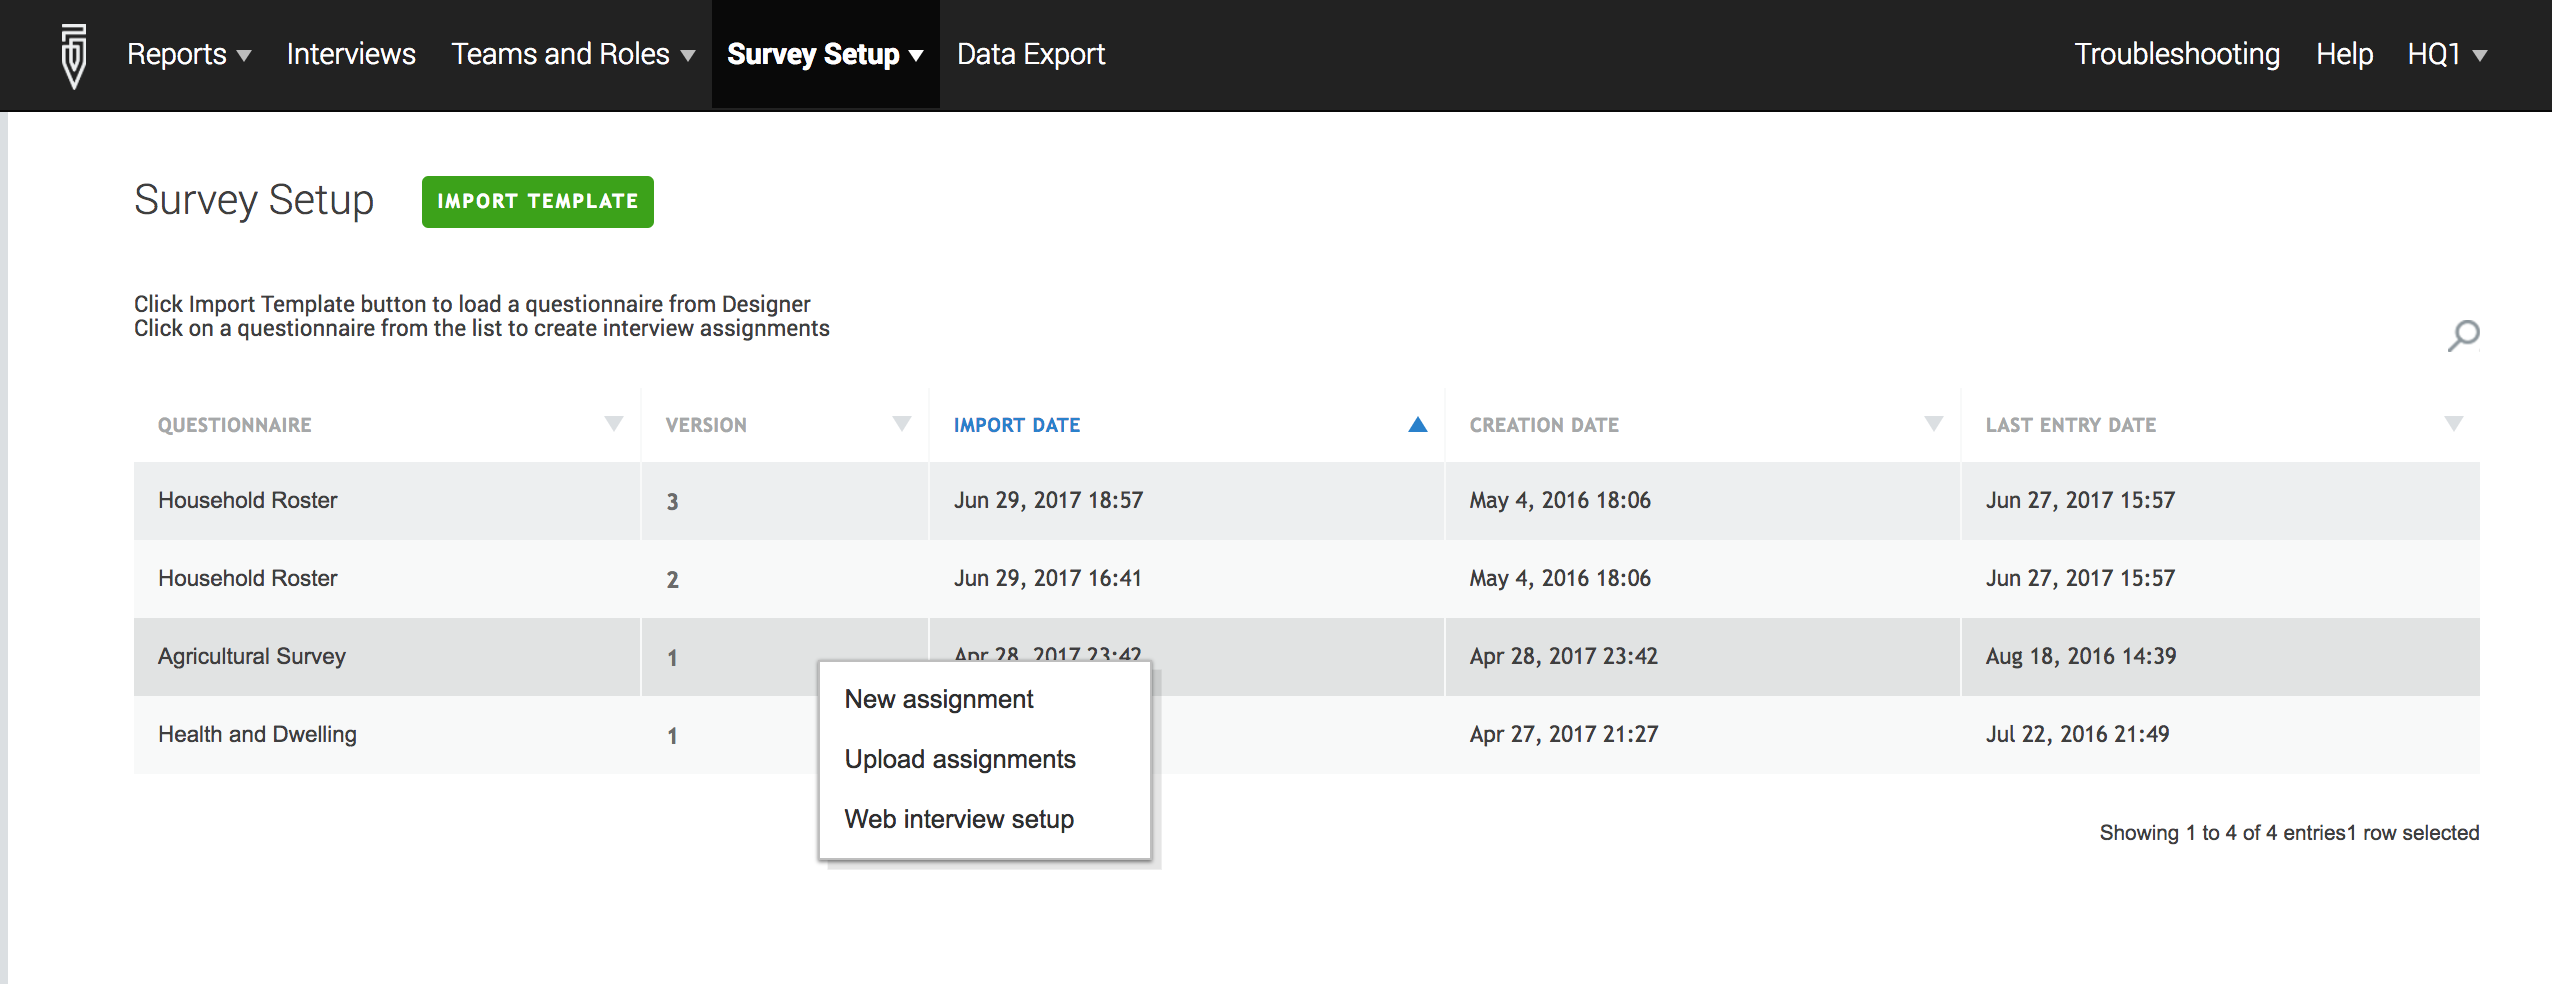 Reports Interviews Teams and Roles Survey Setup Data Export Troubleshooting Help HQ1
Survey Setup IMPORT TEMPLATE
Click Import Template button to load a questionnaire from Designer
Click on a questionnaire from the list to create interview assignments
QUESTIONNAIRE VERSION IMPORT DATE CREATION DATE LAST ENTRY DATE
Household Roster 3 Jun 29, 2017 18:57 May 4, 2016 18:06 Jun 27, 2017 15:57
Household Roster 2 Jun 29, 2017 16:41 May 4, 2016 18:06 Jun 27, 2017 15:57
Agricultural Survey 1 Apr 28, 2017 23:42 Apr 28, 2017 23:42 Aug 18, 2016 14:39
Health and Dwelling 1 Apr 27, 2017 21:27 Jul 22, 2016 21:49
New assignment
Upload assignments
Web interview setup
Showing 1 to 4 of 4 entries1 row selected